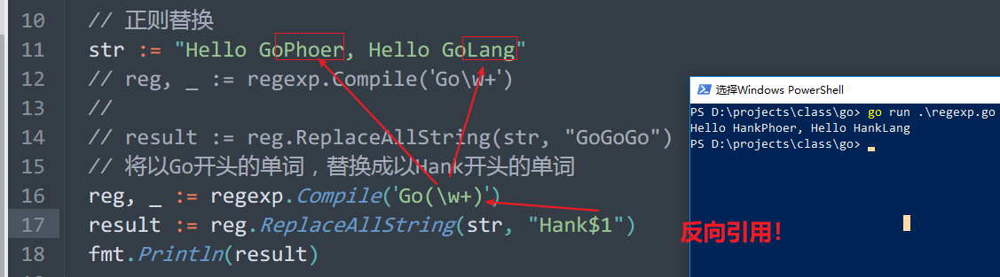 10 // 正则替换
11 str := "Hello GoPhoer, Hello GoLang"
12 // reg, _ := regexp.Compile('Go\w+')
13 //
14 // result := reg.ReplaceAllString(str, "GoGoGo")
15 // 将以Go开头的单词，替换成以Hank开头的单词
16 reg, _ := regexp.Compile('Go(\w+)')
17 result := reg.ReplaceAllString(str, "Hank$1")
18 fmt.Println(result)
选择Windows PowerShell
PS D:\projects\class\go> go run .\regexp.go
Hello HankPhoer, Hello HankLang
PS D:\projects\class\go>
反向引用!